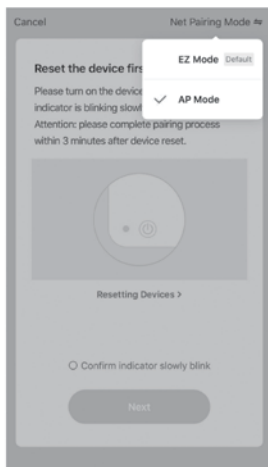 Cancel
Net Pairing Mode ⇋
EZ Mode Default
✓ AP Mode
Reset the device firs
Please turn on the device
indicator is blinking slowl
Attention: please complete pairing process
within 3 minutes after device reset.
Resetting Devices >
Confirm indicator slowly blink
Next